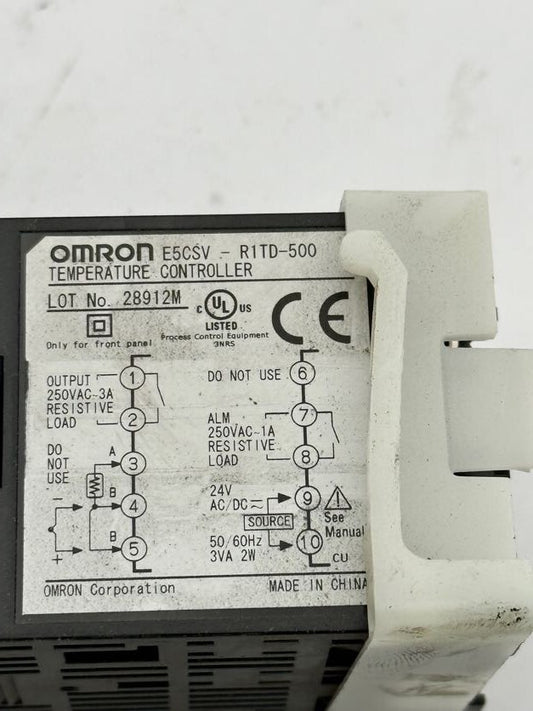 OMRON E5CSV - R1TD-500
TEMPERATURE CONTROLLER
LOT No. 28912M
C UL US
LISTED
Process Control Equipment
3NRS
CE
Only for front panel
OUTPUT
250VAC~3A
RESISTIVE
LOAD
1
2
DO
NOT
USE
A
3
B
4
B
5
-
+
DO NOT USE
6
ALM
250VAC~1A
RESISTIVE
LOAD
7
8
24V
AC/DC
SOURCE
50/60Hz
3VA 2W
9
10
See
Manual
CU
OMRON Corporation
MADE IN CHINA